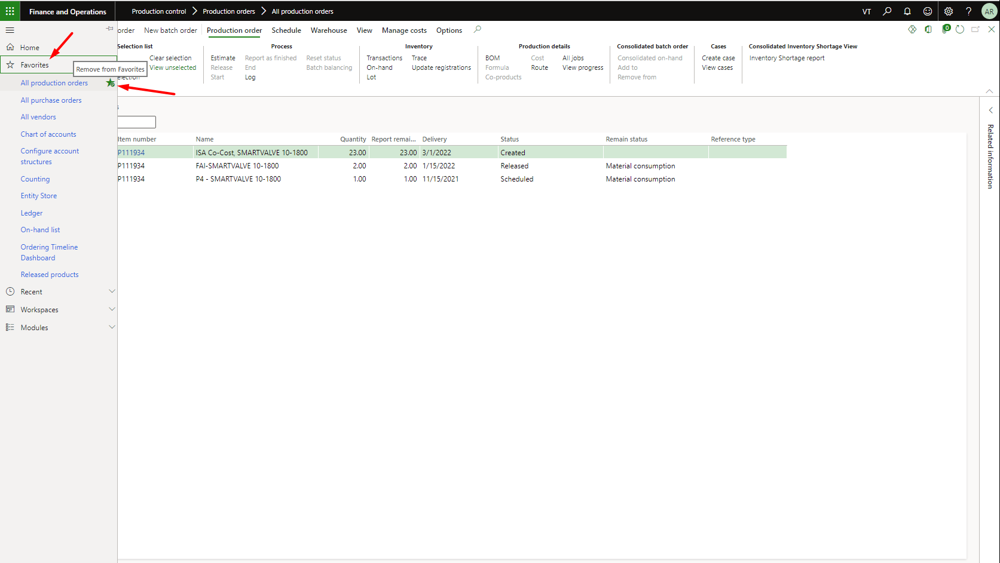 Finance and Operations
Production control
Production orders
All production orders
VT
?
AR
order
New batch order
Production order
Schedule
Warehouse
View
Manage costs
Options
0
Home
Favorites
Remove from Favorites
All production orders
All purchase orders
All vendors
Chart of accounts
Configure account
structures
Counting
Entity Store
Ledger
On-hand list
Ordering Timeline
Dashboard
Released products
Recent
Workspaces
Modules
Selection list
Clear selection
View unselected
election
Process
Estimate
Release
Start
Report as finished
End
Log
Reset status
Batch balancing
Inventory
Transactions
On-hand
Lot
Trace
Update registrations
Production details
BOM
Formula
Co-products
Cost
Route
All jobs
View progress
Consolidated batch order
Consolidated on-hand
Add to
Remove from
Cases
Create case
View cases
Consolidated Inventory Shortage View
Inventory Shortage report
s
Item number Name Quantity Report remai... Delivery Status Remain status Reference type
P111934 ISA Co-Cost, SMARTVALVE 10-1800 23.00 23.00 3/1/2022 Created
P111934 FAI-SMARTVALVE 10-1800 2.00 2.00 1/15/2022 Released Material consumption
P111934 P4 - SMARTVALVE 10-1800 1.00 1.00 11/15/2021 Scheduled Material consumption
Related information